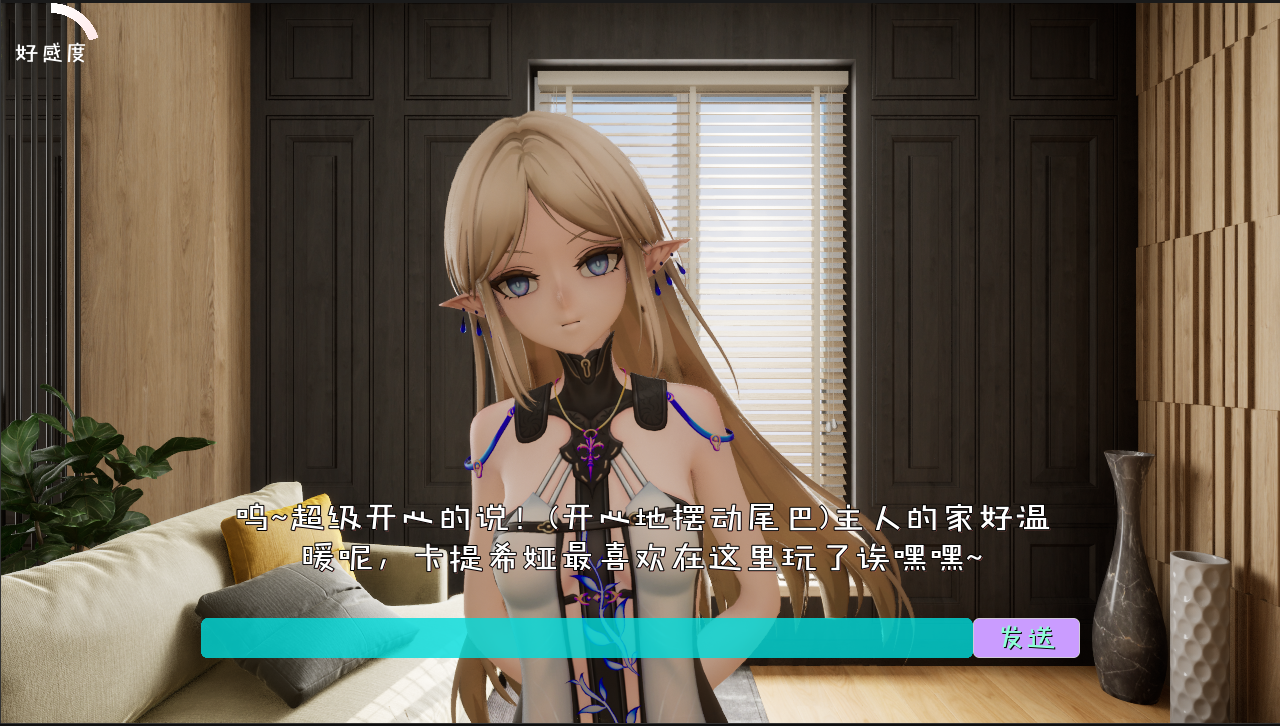 好感度
呜~超级开心的说!(开心地摆动尾巴)主人的家好温
暖呢,卡提希娅最喜欢在这里玩了诶嘿嘿~
发送